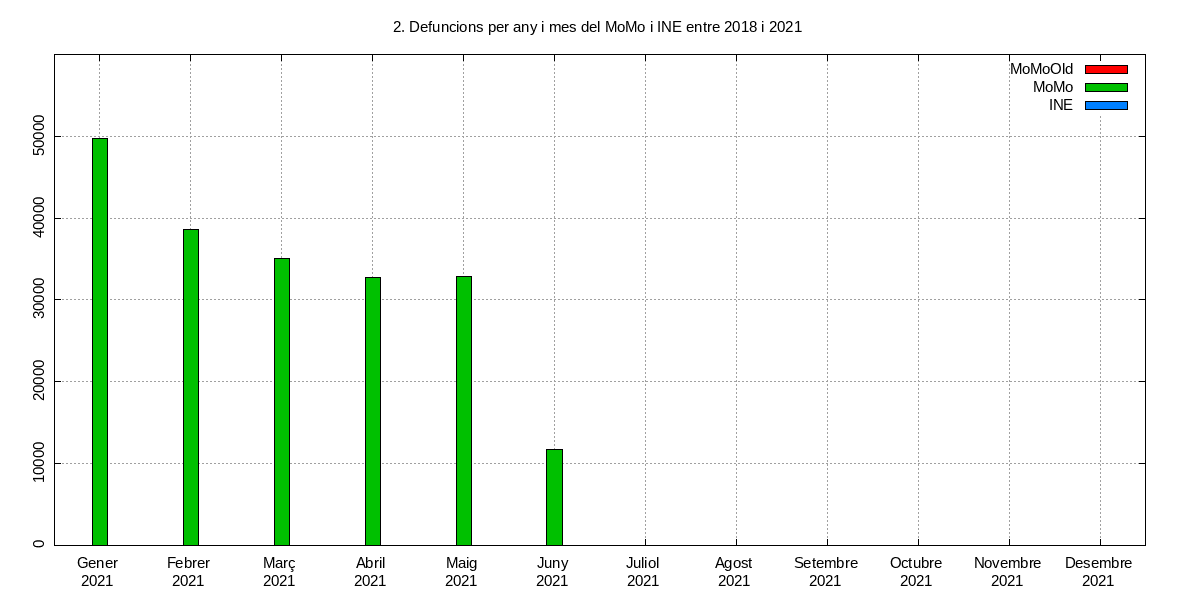 2. Defuncions per any i mes del MoMo i INE entre 2018 i 2021
MoMoOld
MoMo
INE
50000
40000
30000
20000
10000
0
Gener Febrer Març Abril Maig Juny Juliol Agost Setembre Octubre Novembre Desembre
2021 2021 2021 2021 2021 2021 2021 2021 2021 2021 2021 2021